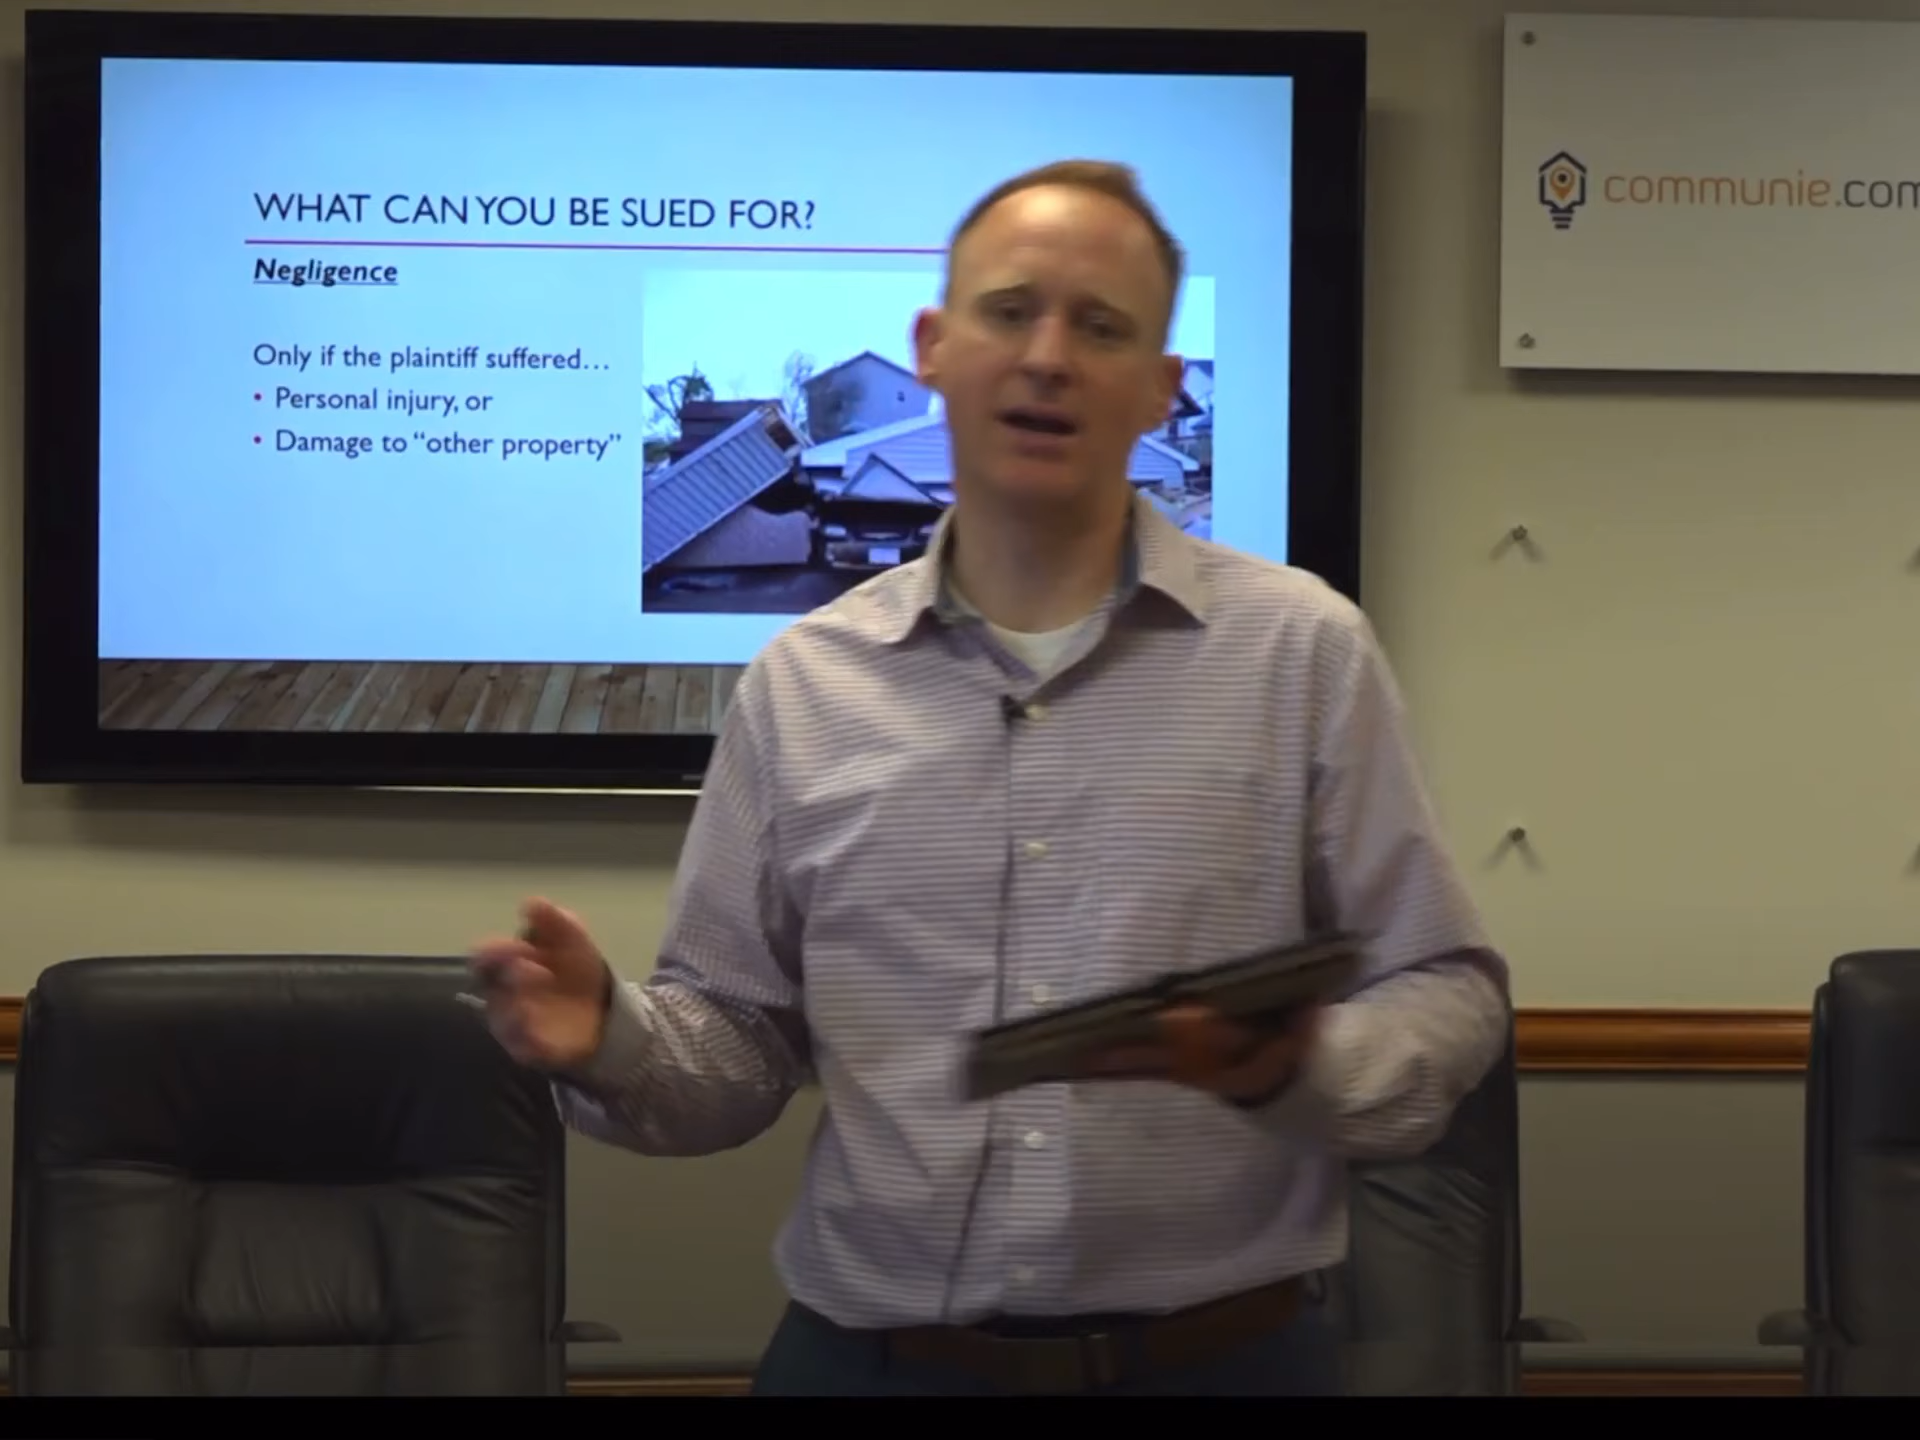 WHAT CAN YOU BE SUED FOR?
Negligence
Only if the plaintiff suffered…
• Personal injury, or
• Damage to “other property”
communie.com